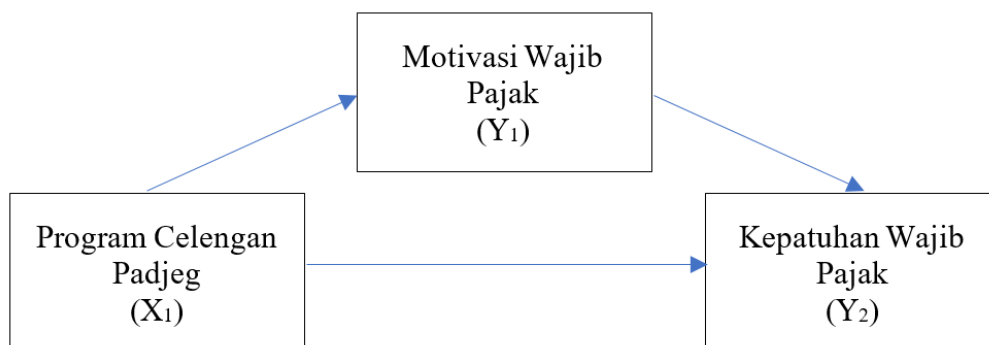 Motivasi Wajib
Pajak
(Y₁)
Program Celengan
Padjeg
(X₁)
Kepatuhan Wajib
Pajak
(Y₂)